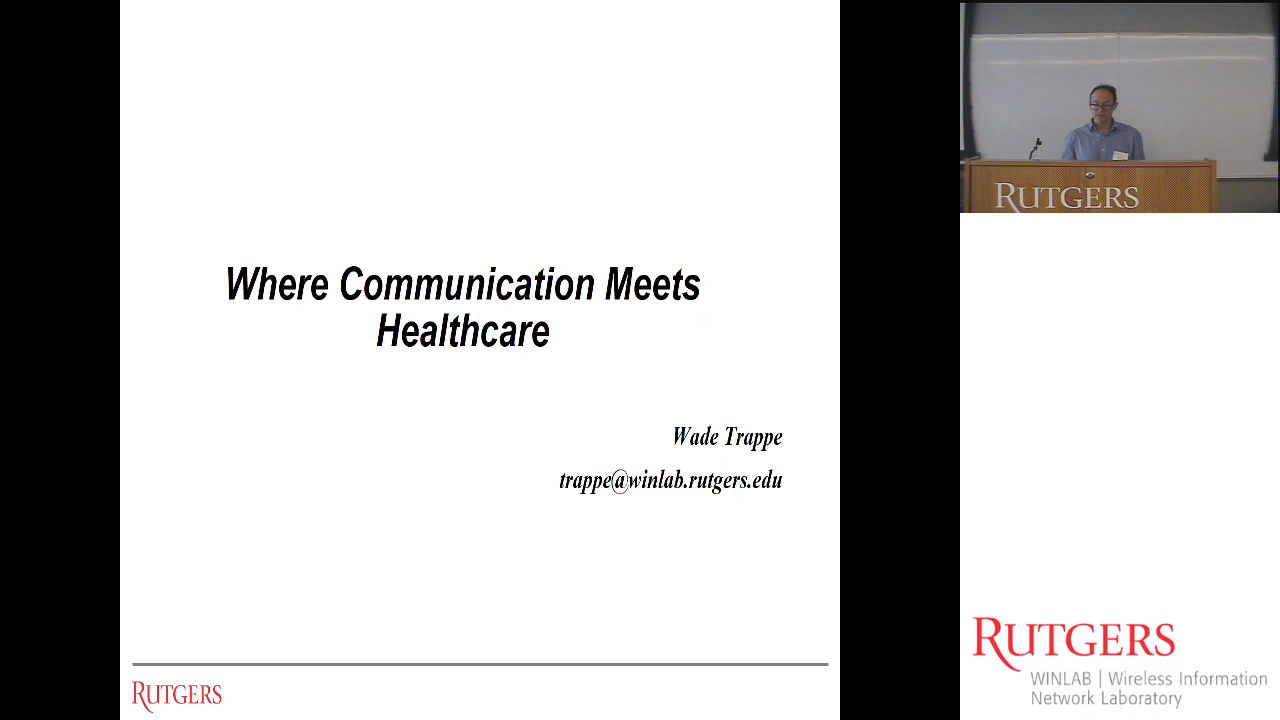 Where Communication Meets
Healthcare
Wade Trappe
trappe@winlab.rutgers.edu
RUTGERS
RUTGERS
RUTGERS
WINLAB | Wireless Information
Network Laboratory